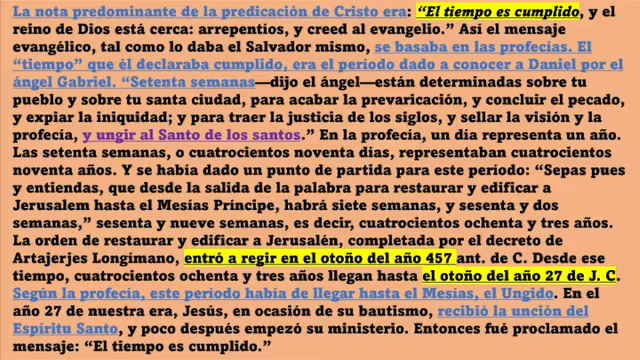 La nota predominante de la predicación de Cristo era: “El tiempo es cumplido, y el
reino de Dios está cerca: arrepentíos, y creed al evangelio.” Así el mensaje
evangélico, tal como lo daba el Salvador mismo, se basaba en las profecías. El
“tiempo” que él declaraba cumplido, era el período dado a conocer a Daniel por el
ángel Gabriel. “Setenta semanas—dijo el ángel—están determinadas sobre tu
pueblo y sobre tu santa ciudad, para acabar la prevaricación, y concluir el pecado,
y expiar la iniquidad; y para traer la justicia de los siglos, y sellar la visión y la
profecía, y ungir al Santo de los santos.” En la profecía, un día representa un año.
Las setenta semanas, o cuatrocientos noventa días, representaban cuatrocientos
noventa años. Y se había dado un punto de partida para este período: “Sepas pues
y entiendas, que desde la salida de la palabra para restaurar y edificar a
Jerusalem hasta el Mesías Príncipe, habrá siete semanas, y sesenta y dos
semanas,” sesenta y nueve semanas, es decir, cuatrocientos ochenta y tres años.
La orden de restaurar y edificar a Jerusalén, completada por el decreto de
Artajerjes Longímano, entró a regir en el otoño del año 457 ant. de C. Desde ese
tiempo, cuatrocientos ochenta y tres años llegan hasta el otoño del año 27 de J. C.
Según la profecía, este período había de llegar hasta el Mesías, el Ungido. En el
año 27 de nuestra era, Jesús, en ocasión de su bautismo, recibió la unción del
Espíritu Santo, y poco después empezó su ministerio. Entonces fué proclamado el
mensaje: “El tiempo es cumplido.”